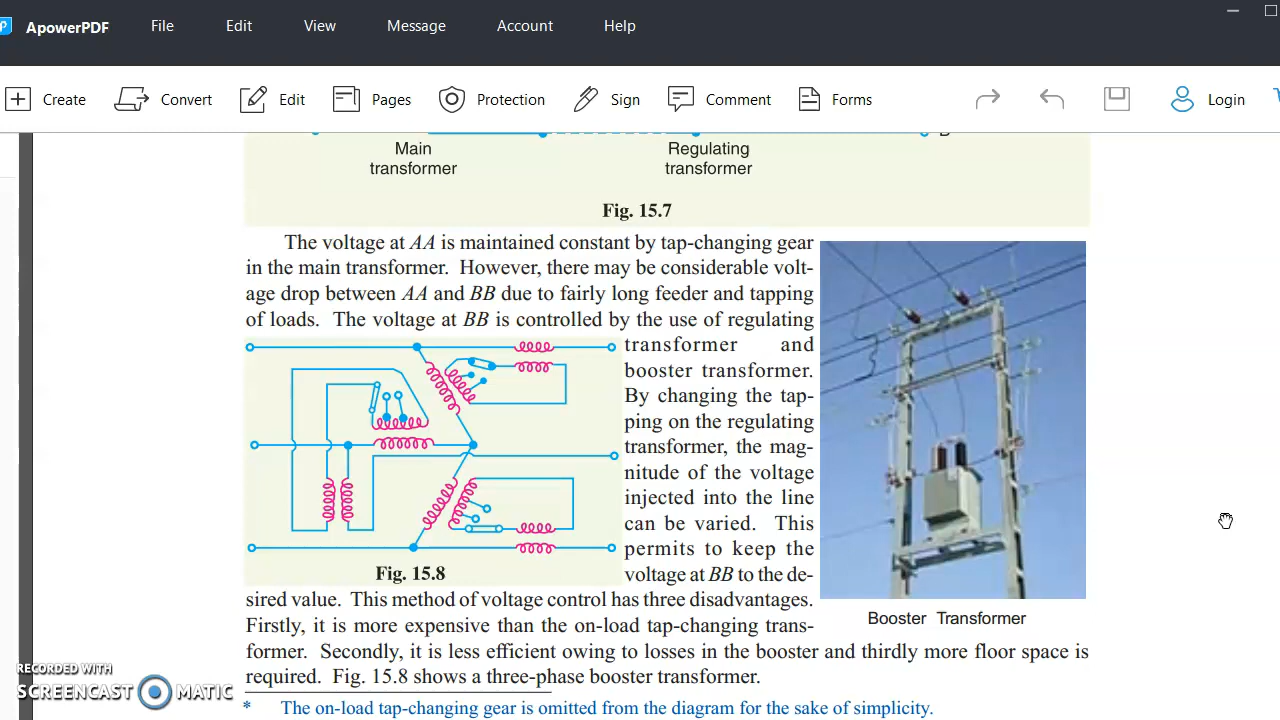 ApowerPDF File Edit View Message Account Help
Create Convert Edit Pages Protection Sign Comment Forms Login
Main
transformer
Regulating
transformer
Fig. 15.7
The voltage at AA is maintained constant by tap-changing gear
in the main transformer. However, there may be considerable volt-
age drop between AA and BB due to fairly long feeder and tapping
of loads. The voltage at BB is controlled by the use of regulating
transformer and
booster transformer.
By changing the tap-
ping on the regulating
transformer, the mag-
nitude of the voltage
injected into the line
can be varied. This
permits to keep the
voltage at BB to the de-
Fig. 15.8
sired value. This method of voltage control has three disadvantages.
Firstly, it is more expensive than the on-load tap-changing trans-
former. Secondly, it is less efficient owing to losses in the booster and thirdly more floor space is
required. Fig. 15.8 shows a three-phase booster transformer.
Booster Transformer
* The on-load tap-changing gear is omitted from the diagram for the sake of simplicity.
RECORDED WITH
SCREENCAST MATIC